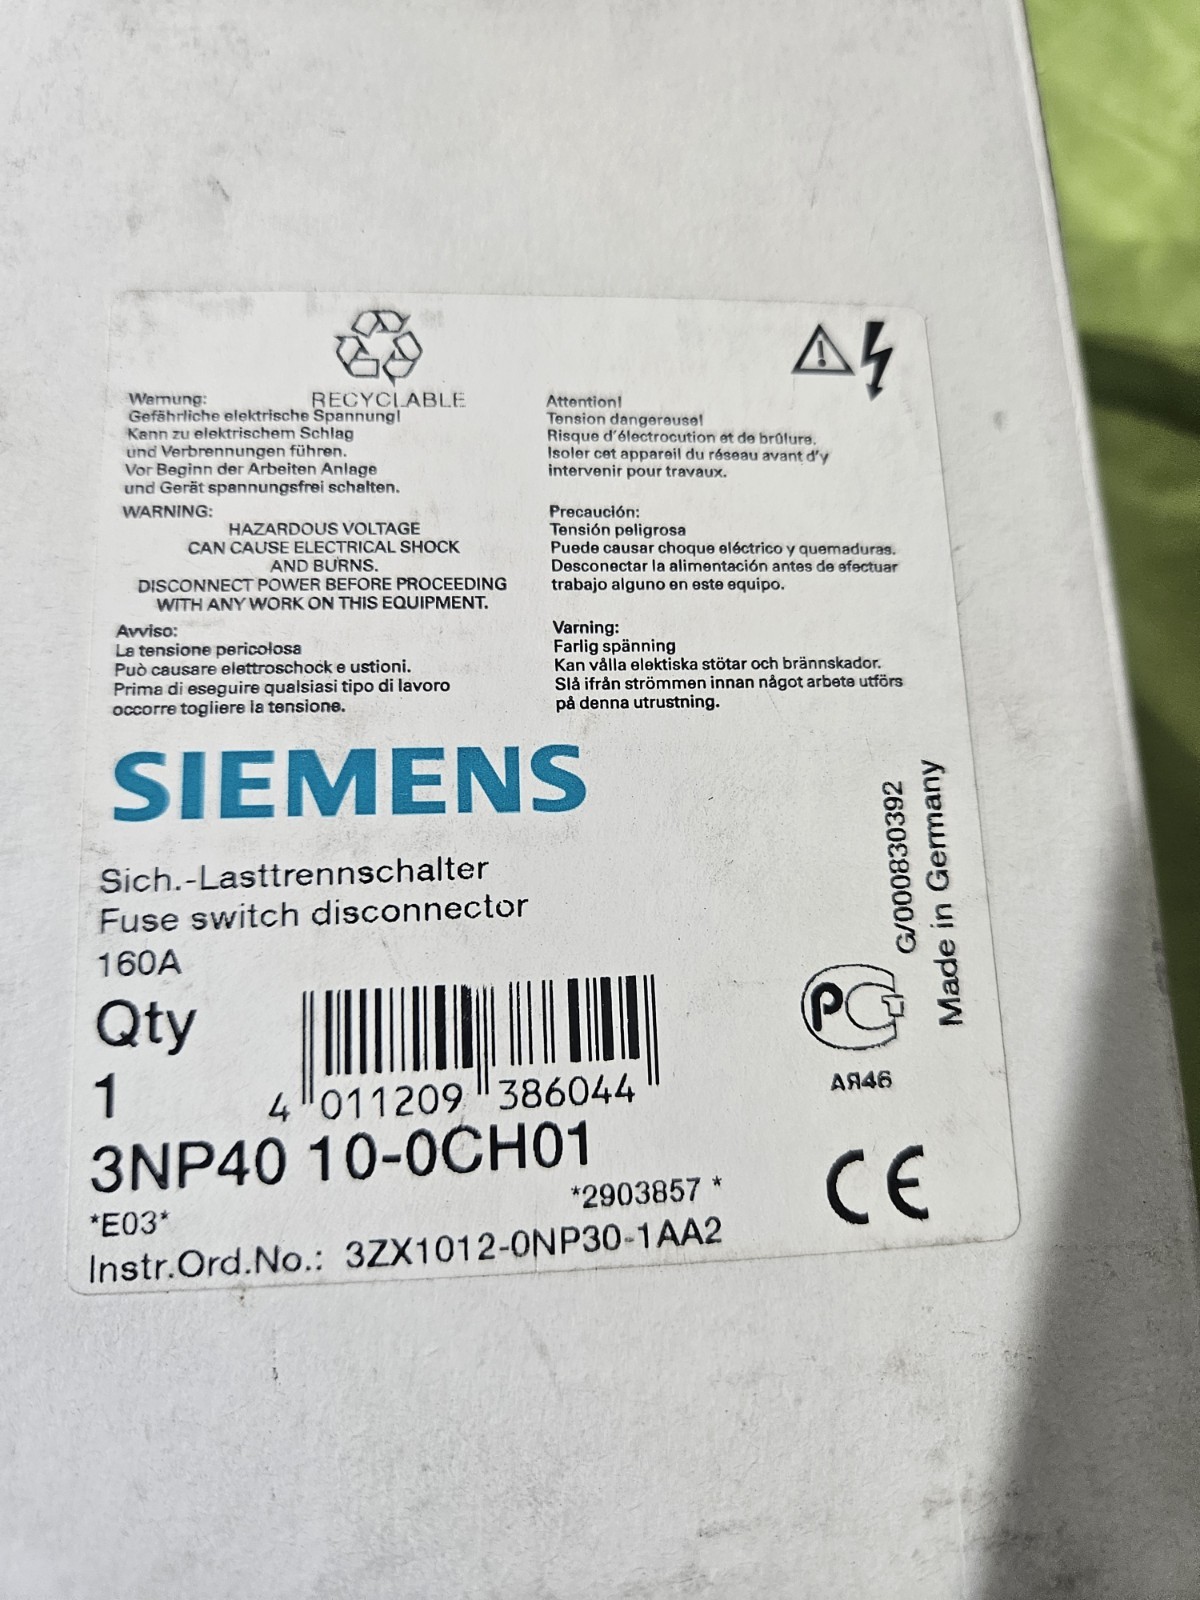 RECYCLABLE
Warnung:
Gefährliche elektrische Spannung!
Kann zu elektrischem Schlag
und Verbrennungen führen.
Vor Beginn der Arbeiten Anlage
und Gerät spannungsfrei schalten.
WARNING:
HAZARDOUS VOLTAGE
CAN CAUSE ELECTRICAL SHOCK
AND BURNS.
DISCONNECT POWER BEFORE PROCEEDING
WITH ANY WORK ON THIS EQUIPMENT.
Avviso:
La tensione pericolosa
Può causare elettroschock e ustioni.
Prima di eseguire qualsiasi tipo di lavoro
occorre togliere la tensione.
Attention!
Tension dangereuse!
Risque d'électrocution et de brûlure.
Isoler cet appareil du réseau avant d'y
intervenir pour travaux.
Precaución:
Tensión peligrosa
Puede causar choque eléctrico y quemaduras.
Desconectar la alimentación antes de efectuar
trabajo alguno en este equipo.
Varning:
Farlig spänning
Kan vålla elektiska stötar och brännskador.
Slå ifrån strömmen innan något arbete utförs
på denna utrustning.
SIEMENS
Sich.-Lasttrennschalter
Fuse switch disconnector
160A
Qty
1
4 011209 386044
3NP40 10-0CH01
*2903857 *
*E03*
Instr.Ord.No.: 3ZX1012-0NP30-1AA2
G/000830392
Made in Germany
РС
АЯ46
CE